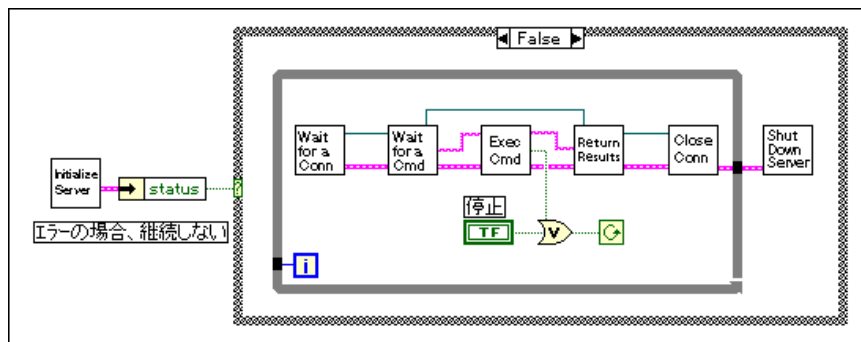 False
Wait
for a
Conn
Wait
for a
Cmd
Exec
Cmd
Return
Results
Close
Conn
Shut
Down
Server
Initialize
Server
status
?
エラーの場合、継続しない
停止
TF
V
i